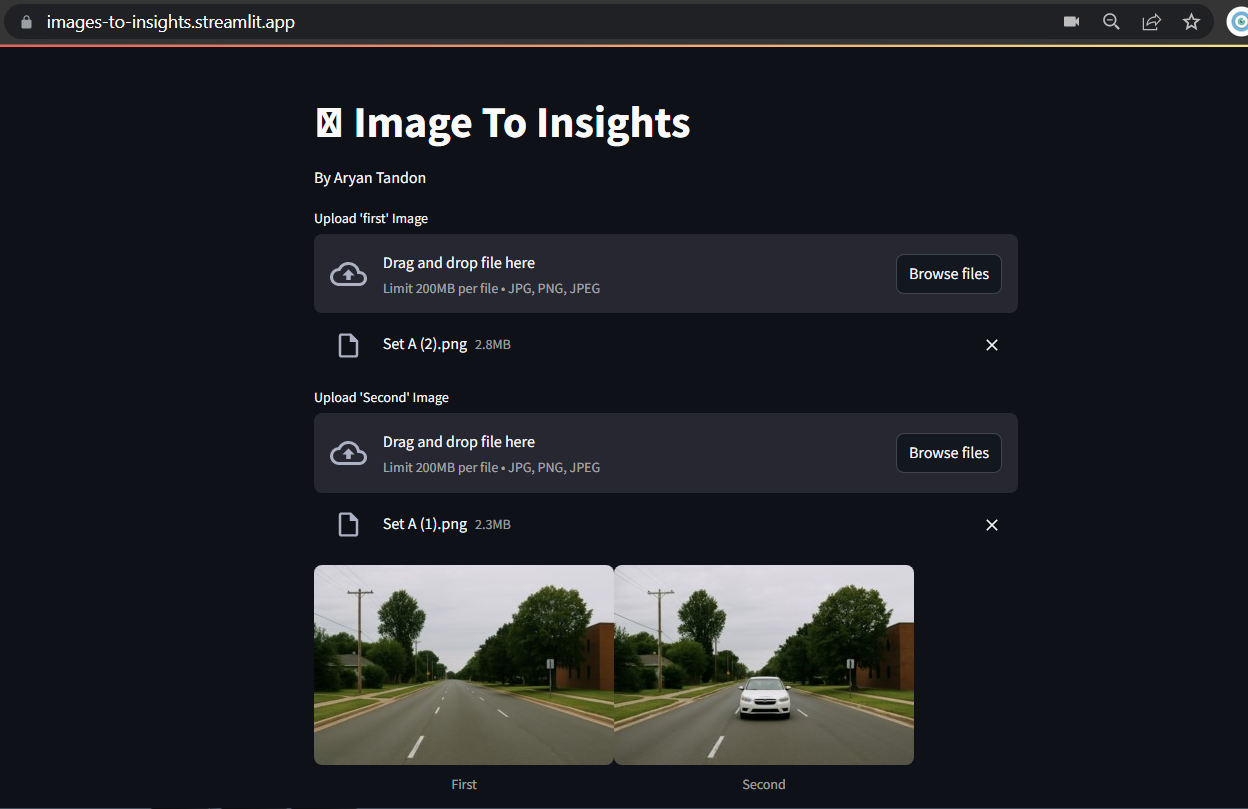 images-to-insights.streamlit.app
Image To Insights
By Aryan Tandon
Upload 'first' Image
Drag and drop file here
Limit 200MB per file • JPG, PNG, JPEG
Browse files
Set A (2).png 2.8MB
Upload 'Second' Image
Drag and drop file here
Limit 200MB per file • JPG, PNG, JPEG
Browse files
Set A (1).png 2.3MB
First
Second